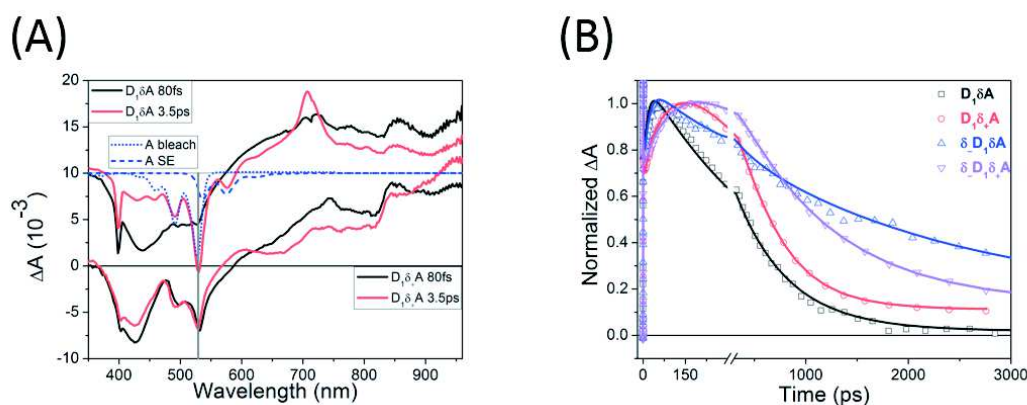 (A)
(B)
20
15
10
5
0
-5
-10
ΔA (10⁻³)
D₁δA 80fs
D₁δA 3.5ps
A bleach
A SE
D₁δ₊A 80fs
D₁δ₊A 3.5ps
400 500 600 700 800 900
Wavelength (nm)
1.0
0.8
0.6
0.4
0.2
0.0
Normalized ΔA
D₁δA
D₁δ₊A
δ₋D₁δA
δ₋D₁δ₊A
0 150 1000 2000 3000
Time (ps)